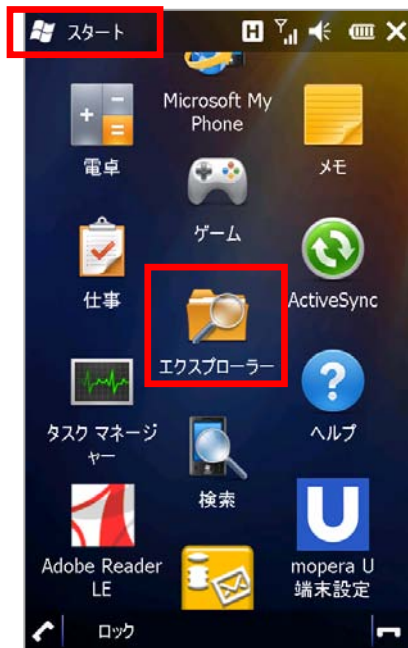 スタート
H
Microsoft My
Phone
電卓
メモ
ゲーム
仕事
ActiveSync
エクスプローラー
タスク マネージ
ャー
ヘルプ
検索
Adobe Reader
LE
U
mopera U
端末設定
ロック